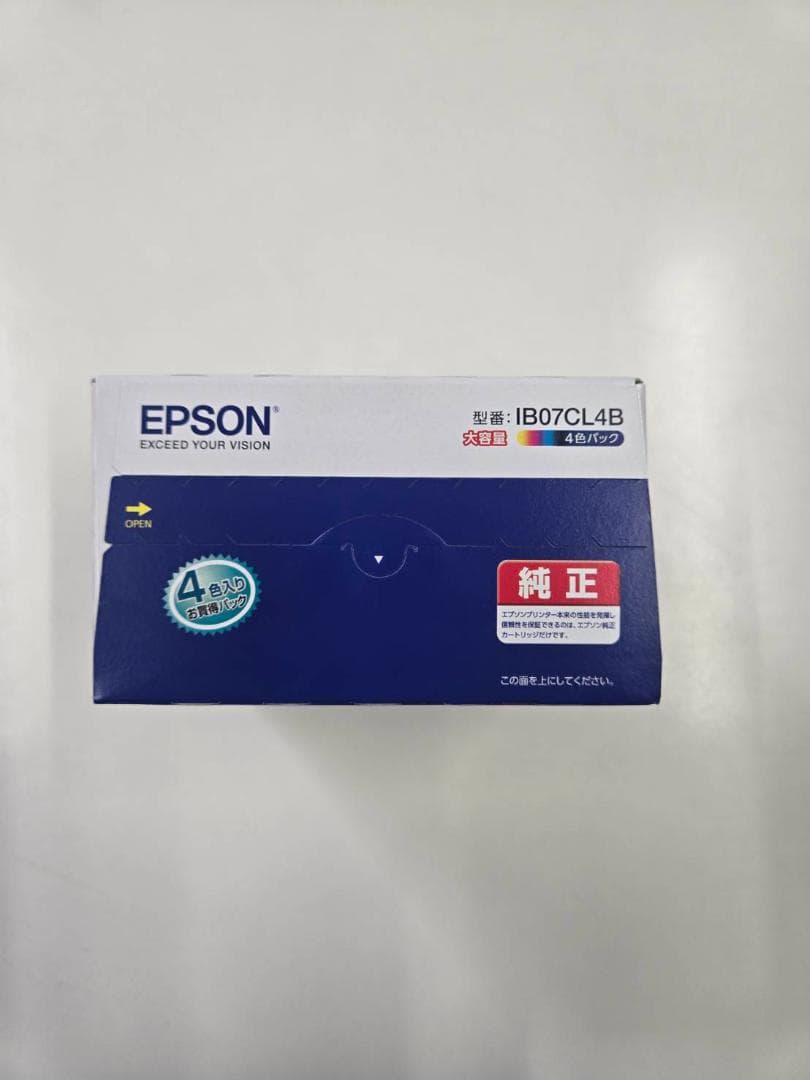 EPSON®
EXCEED YOUR VISION
型番: IB07CL4B
大容量 4色パック
OPEN
4色入り
お買得パック
純正
エプソンプリンター本来の性能を発揮し
信頼性を保証できるのは、エプソン純正
カートリッジだけです。
この面を上にしてください。